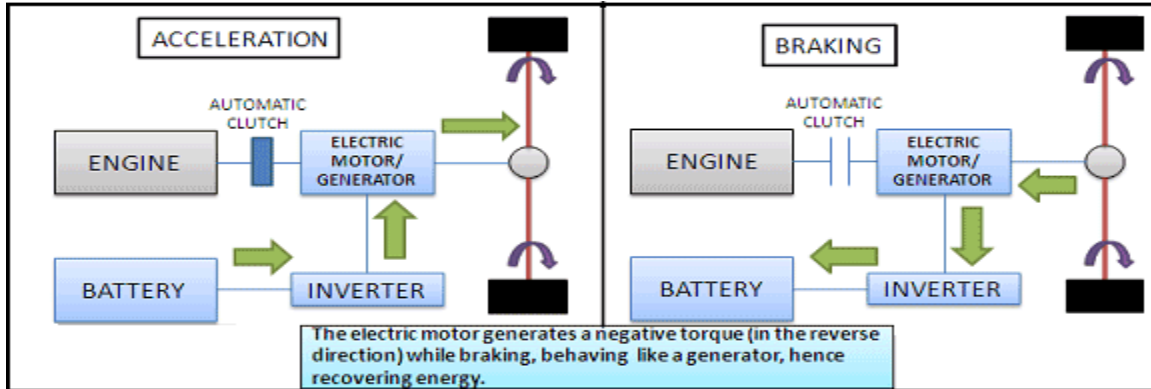 ACCELERATION
AUTOMATIC
CLUTCH
ENGINE
ELECTRIC
MOTOR/
GENERATOR
BATTERY
INVERTER
BRAKING
AUTOMATIC
CLUTCH
ENGINE
ELECTRIC
MOTOR/
GENERATOR
BATTERY
INVERTER
The electric motor generates a negative torque (in the reverse
direction) while braking, behaving like a generator, hence
recovering energy.